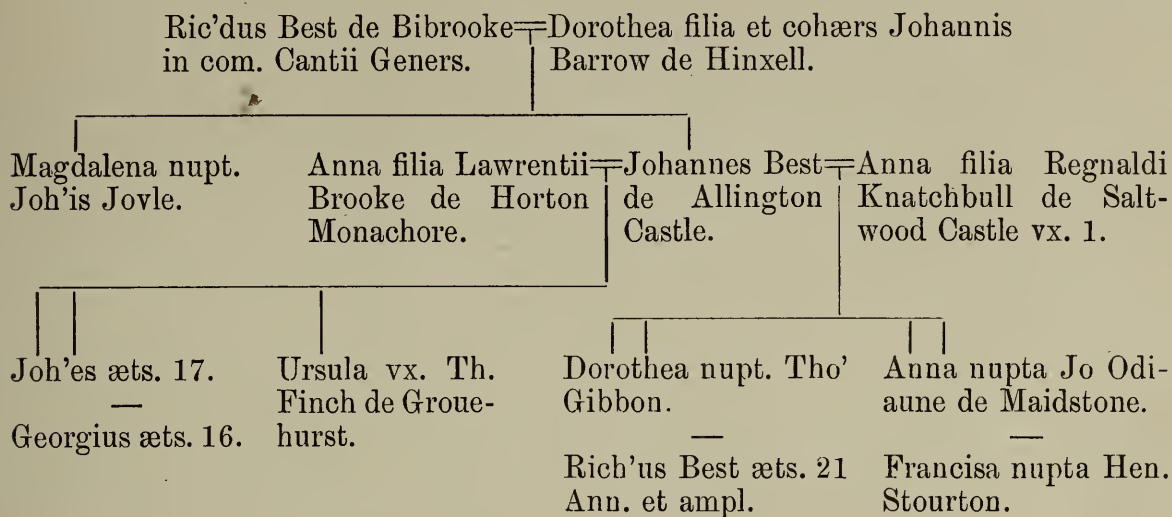 Ric'dus Best de Bibrooke
in com. Cantii Geners.
Dorothea filia et cohærs Johannis
Barrow de Hinxell.
Magdalena nupt.
Joh'is Jovle.
Anna filia Lawrentii
Brooke de Horton
Monachore.
Johannes Best
de Allington
Castle.
Anna filia Regnaldi
Knatchbull de Salt-
wood Castle vx. 1.
Joh'es æts. 17.
—
Georgius æts. 16.
Ursula vx. Th.
Finch de Groue-
hurst.
Dorothea nupt. Tho'
Gibbon.
—
Rich'us Best æts. 21
Ann. et ampl.
Anna nupta Jo Odi-
aune de Maidstone.
—
Francisa nupta Hen.
Stourton.